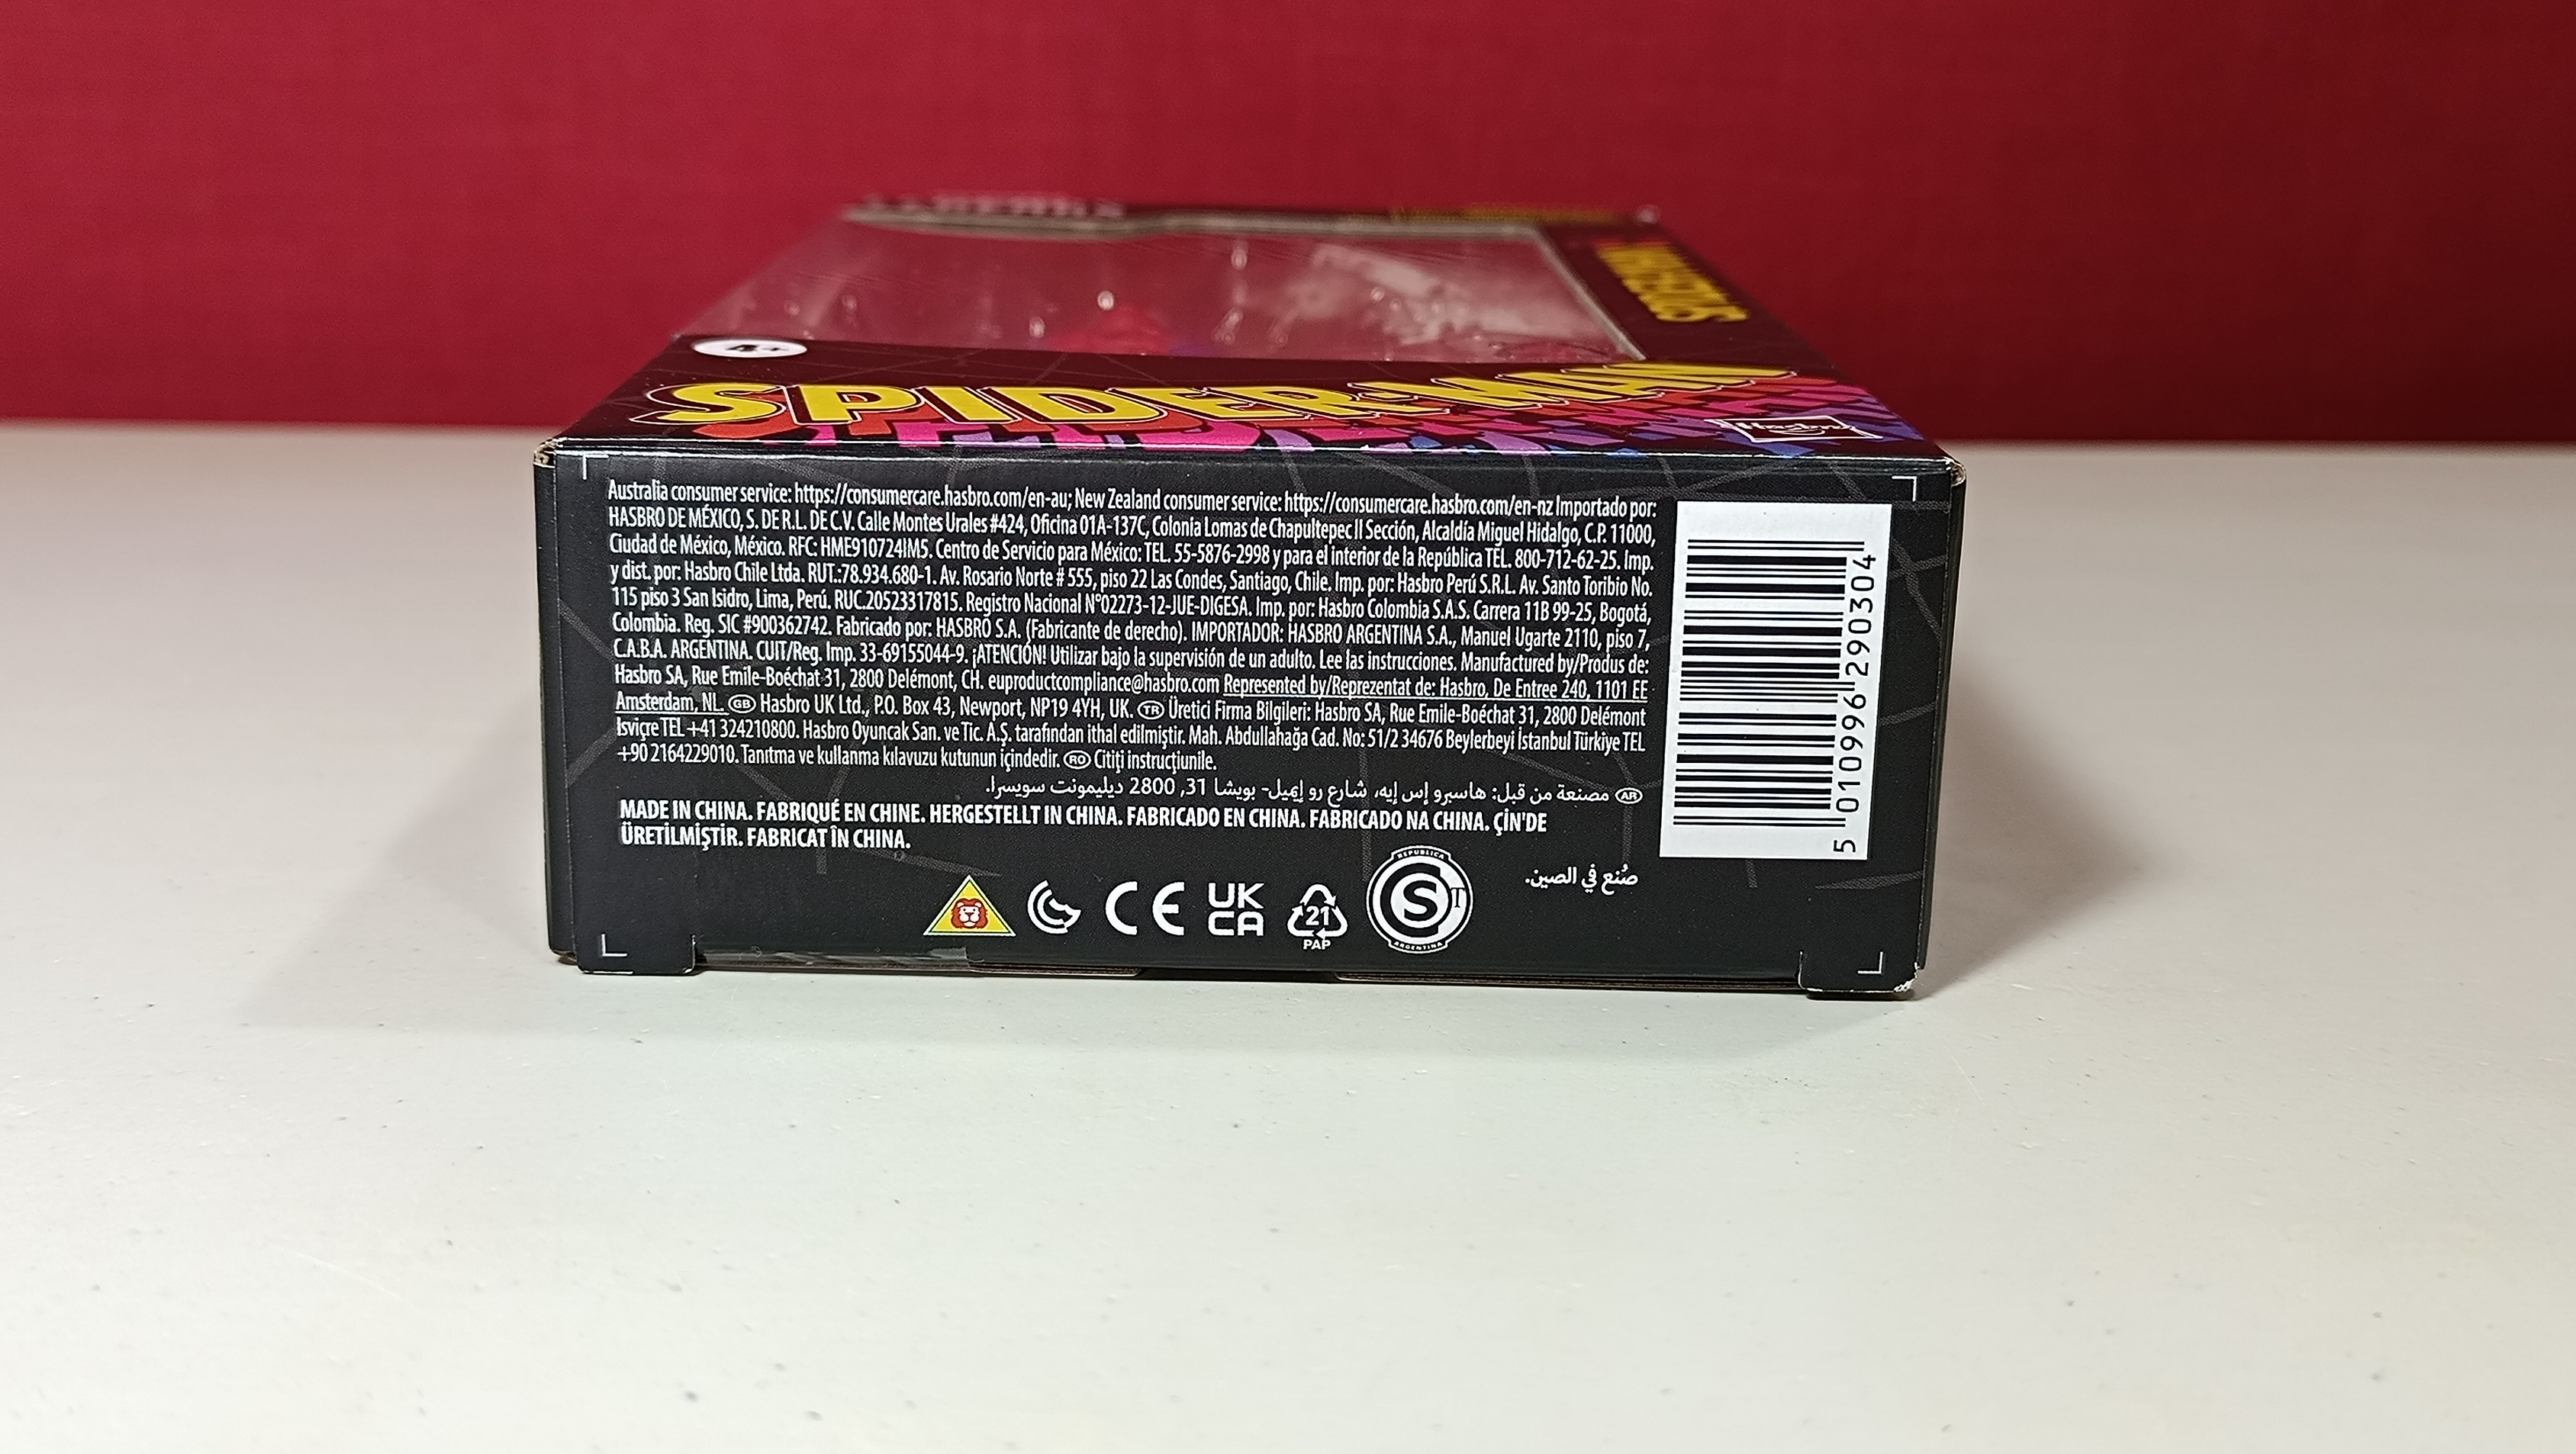 4+
SPIDER-MAN
Hasbro
Australia consumer service: https://consumercare.hasbro.com/en-au; New Zealand consumer service: https://consumercare.hasbro.com/en-nz Importado por:
HASBRO DE MÉXICO, S. DE R.L. DE C.V. Calle Montes Urales #424, Oficina 01A-137C, Colonia Lomas de Chapultepec II Sección, Alcaldía Miguel Hidalgo, C.P. 11000,
Ciudad de México, México. RFC: HME910724IM5. Centro de Servicio para México: TEL. 55-5876-2998 y para el interior de la República TEL. 800-712-62-25. Imp.
y dist. por: Hasbro Chile Ltda. RUT.:78.934.680-1. Av. Rosario Norte # 555, piso 22 Las Condes, Santiago, Chile. Imp. por: Hasbro Perú S.R.L. Av. Santo Toribio No.
115 piso 3 San Isidro, Lima, Perú. RUC.20523317815. Registro Nacional N°02273-12-JUE-DIGESA. Imp. por: Hasbro Colombia S.A.S. Carrera 11B 99-25, Bogotá,
Colombia. Reg. SIC #900362742. Fabricado por: HASBRO S.A. (Fabricante de derecho). IMPORTADOR: HASBRO ARGENTINA S.A., Manuel Ugarte 2110, piso 7,
C.A.B.A. ARGENTINA. CUIT/Reg. Imp. 33-69155044-9. ¡ATENCIÓN! Utilizar bajo la supervisión de un adulto. Lee las instrucciones. Manufactured by/Produs de:
Hasbro SA, Rue Emile-Boéchat 31, 2800 Delémont, CH. euproductcompliance@hasbro.com Represented by/Reprezentat de: Hasbro, De Entree 240, 1101 EE
Amsterdam, NL. GB Hasbro UK Ltd., P.O. Box 43, Newport, NP19 4YH, UK. TR Üretici Firma Bilgileri: Hasbro SA, Rue Emile-Boéchat 31, 2800 Delémont
İsviçre TEL +41 324210800. Hasbro Oyuncak San. ve Tic. A.Ş. tarafından ithal edilmiştir. Mah. Abdullahağa Cad. No: 51/2 34676 Beylerbeyi İstanbul Türkiye TEL
+90 2164229010. Tanıtma ve kullanma kılavuzu kutunun içindedir. RO Citiți instrucțiunile.
AR مصنعة من قبل: هاسبرو إس إيه، شارع رو إيميل- بويشا 31, 2800 ديليمونت سويسرا.
MADE IN CHINA. FABRIQUÉ EN CHINE. HERGESTELLT IN CHINA. FABRICADO EN CHINA. FABRICADO NA CHINA. ÇİN'DE
ÜRETİLMİŞTİR. FABRICAT ÎN CHINA.
صُنع في الصين.
CE
UK
CA
21
PAP
REPUBLICA
S
ARGENTINA
5 010996 290304